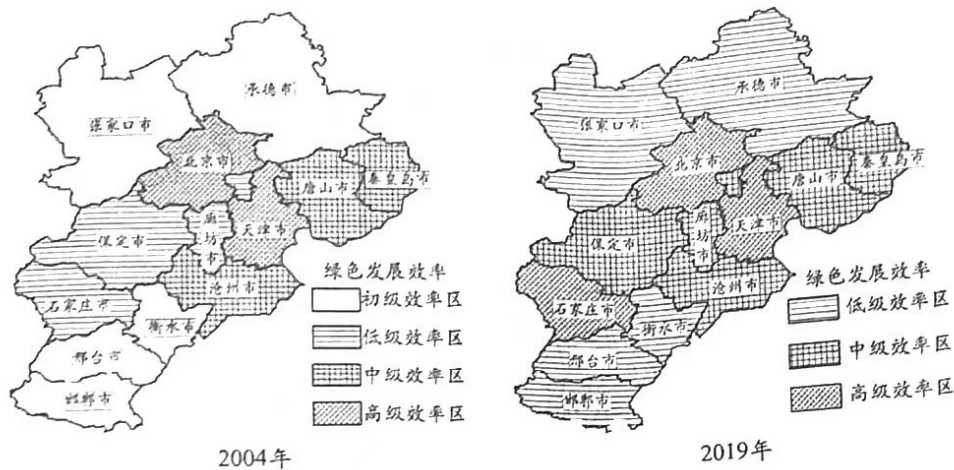 承德市
张家口市
北京市
唐山市
秦皇岛市
廊坊市
天津市
保定市
沧州市
石家庄市
衡水市
邢台市
邯郸市
绿色发展效率
初级效率区
低级效率区
中级效率区
高级效率区
2004年
承德市
张家口市
北京市
唐山市
秦皇岛市
廊坊市
天津市
保定市
沧州市
石家庄市
衡水市
邢台市
邯郸市
绿色发展效率
低级效率区
中级效率区
高级效率区
2019年